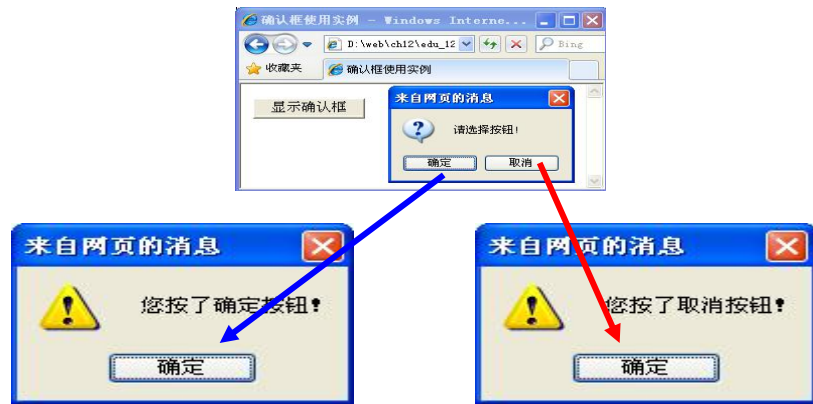 确认框使用实例 - Windows Interne...
D:\web\ch12\edu_12
Bing
收藏夹
确认框使用实例
显示确认框
来自网页的消息
请选择按钮!
确定
取消
来自网页的消息
您按了确定按钮!
确定
来自网页的消息
您按了取消按钮!
确定